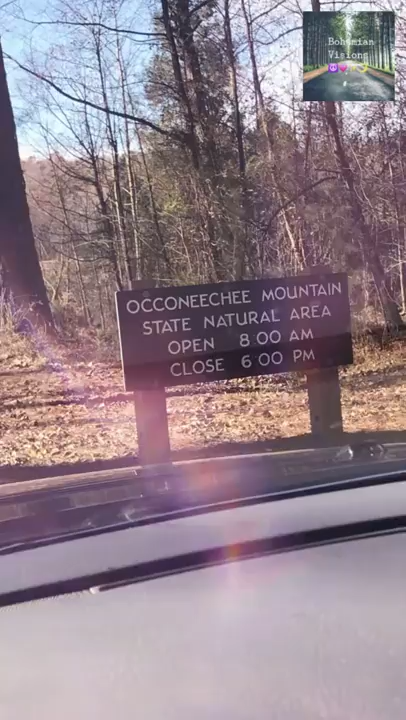 Bohemian
Visions
OCCONEECHEE MOUNTAIN
STATE NATURAL AREA
OPEN 8 00 AM
CLOSE 6 00 PM